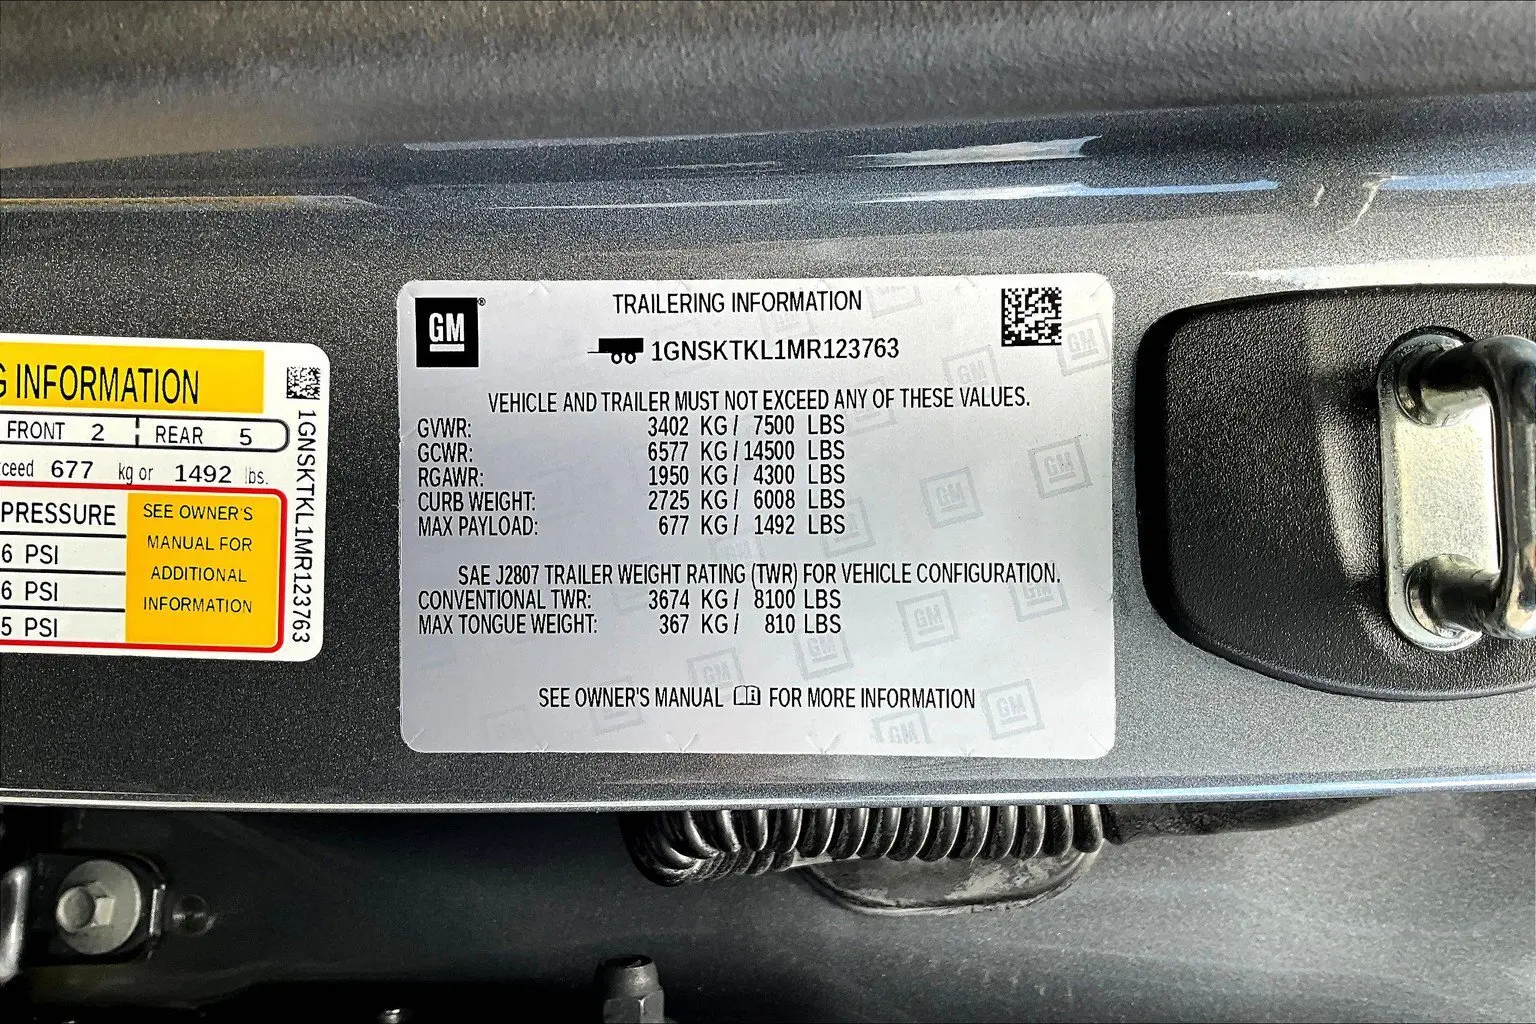 G INFORMATION
FRONT 2 REAR 5
ceed 677 kg or 1492 lbs.
PRESSURE
6 PSI
6 PSI
5 PSI
SEE OWNER'S
MANUAL FOR
ADDITIONAL
INFORMATION
1GNSKTKL1MR123763
GM®
TRAILERING INFORMATION
1GNSKTKL1MR123763
VEHICLE AND TRAILER MUST NOT EXCEED ANY OF THESE VALUES.
GVWR: 3402 KG / 7500 LBS
GCWR: 6577 KG / 14500 LBS
RGAWR: 1950 KG / 4300 LBS
CURB WEIGHT: 2725 KG / 6008 LBS
MAX PAYLOAD: 677 KG / 1492 LBS
SAE J2807 TRAILER WEIGHT RATING (TWR) FOR VEHICLE CONFIGURATION.
CONVENTIONAL TWR: 3674 KG / 8100 LBS
MAX TONGUE WEIGHT: 367 KG / 810 LBS
SEE OWNER'S MANUAL FOR MORE INFORMATION